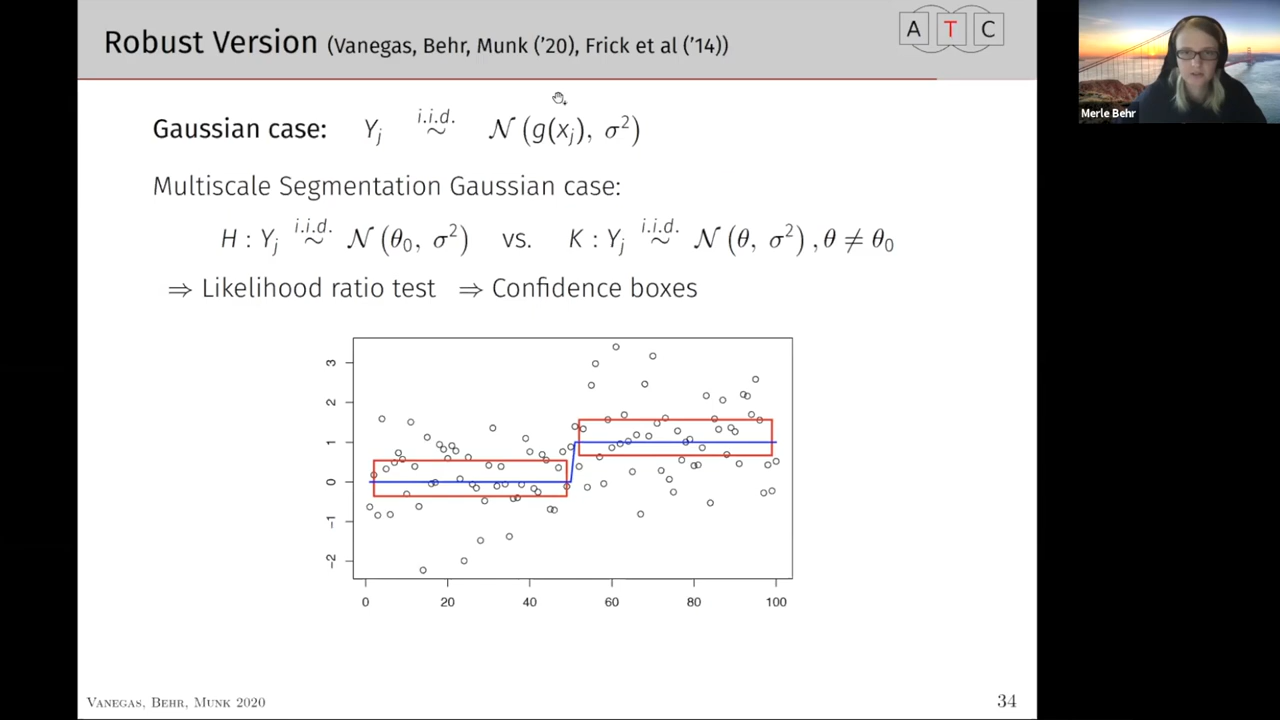 Robust Version (Vanegas, Behr, Munk ('20), Frick et al ('14))
A T C
Merle Behr
Gaussian case: Y_j i.i.d. ~ N (g(x_j), σ²)
Multiscale Segmentation Gaussian case:
H : Y_j i.i.d. ~ N (θ₀, σ²) vs. K : Y_j i.i.d. ~ N (θ, σ²) , θ ≠ θ₀
⇒ Likelihood ratio test ⇒ Confidence boxes
3
2
1
0
−1
−2
0 20 40 60 80 100
Vanegas, Behr, Munk 2020 34